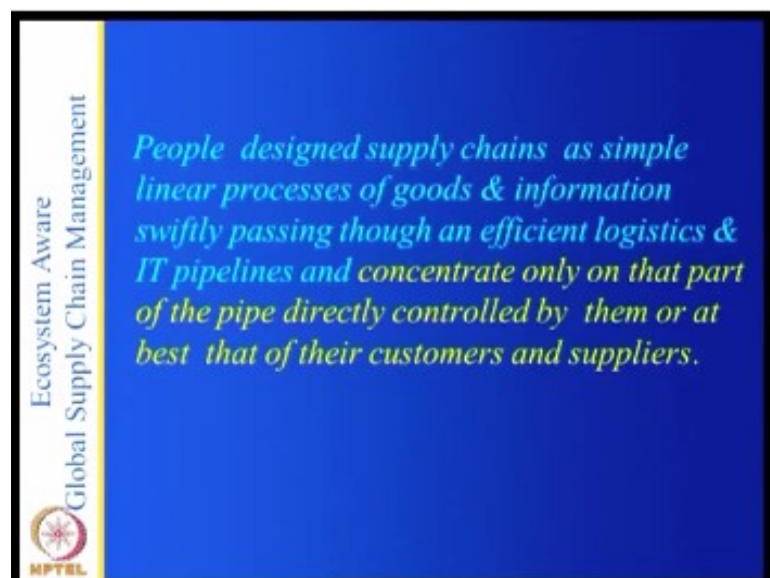 Ecosystem Aware
Global Supply Chain Management
People designed supply chains as simple
linear processes of goods & information
swiftly passing though an efficient logistics &
IT pipelines and concentrate only on that part
of the pipe directly controlled by them or at
best that of their customers and suppliers.
NPTEL